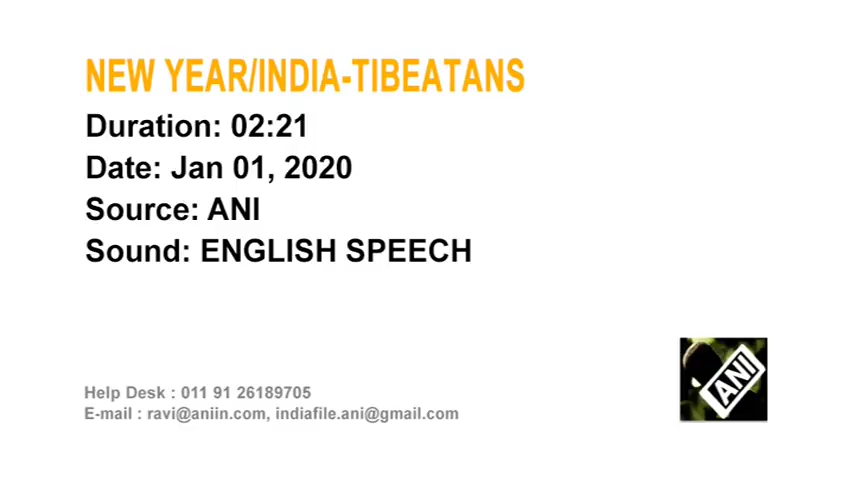 NEW YEAR/INDIA-TIBEATANS
Duration: 02:21
Date: Jan 01, 2020
Source: ANI
Sound: ENGLISH SPEECH
Help Desk : 011 91 26189705
E-mail : ravi@aniin.com, indiafile.ani@gmail.com
ANI